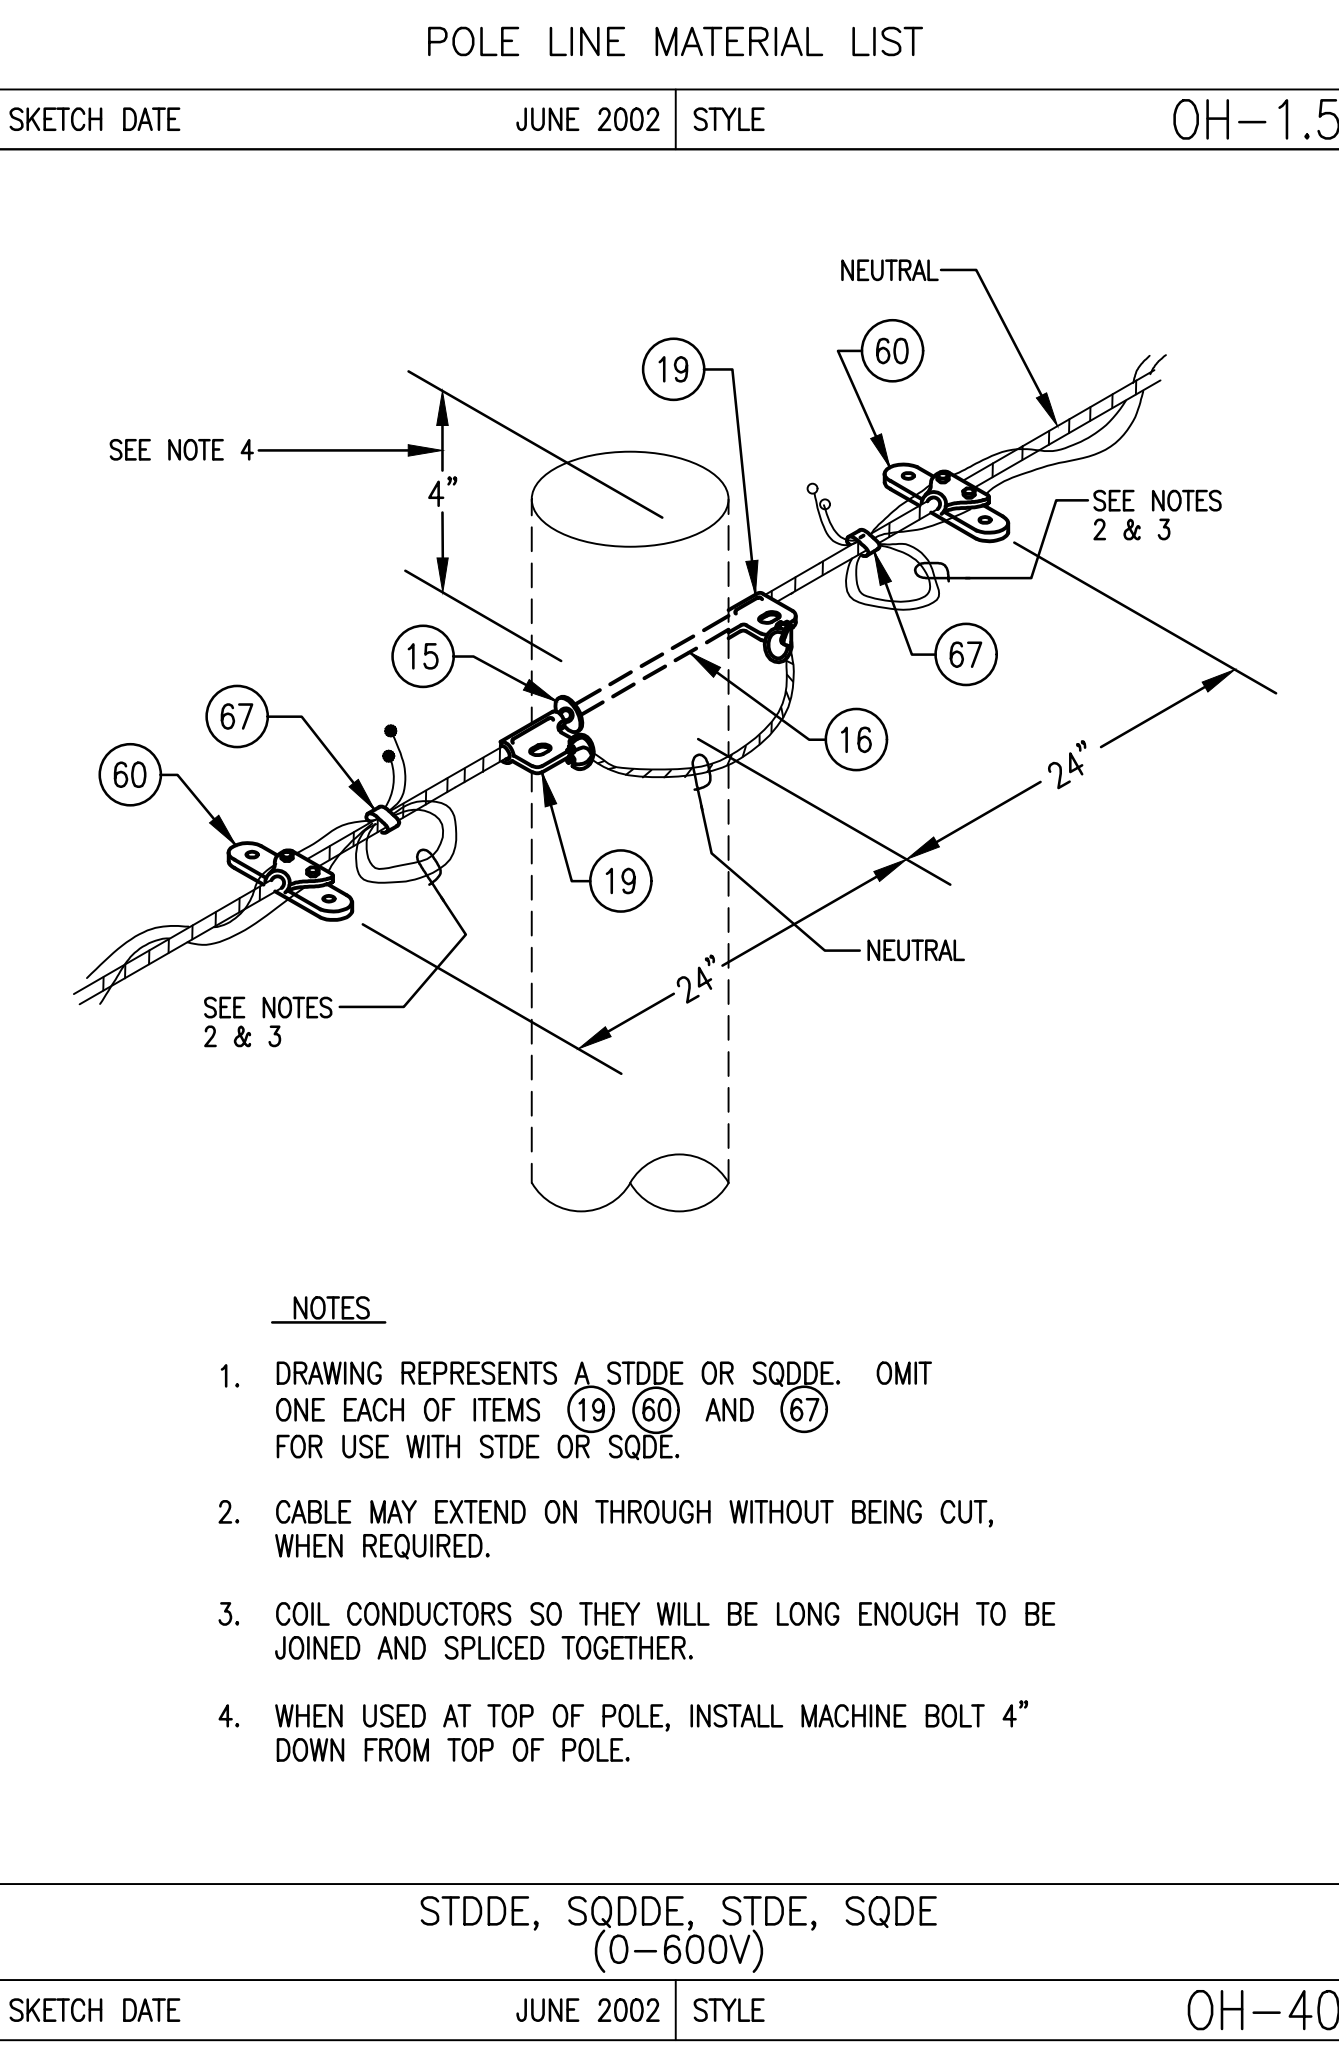 POLE LINE MATERIAL LIST
SKETCH DATE JUNE 2002 STYLE OH-1.5
NEUTRAL
60
19
SEE NOTE 4
4"
SEE NOTES
2 & 3
15
67
67
16
60
24"
19
NEUTRAL
24"
SEE NOTES
2 & 3
NOTES
1. DRAWING REPRESENTS A STDDE OR SQDDE. OMIT
ONE EACH OF ITEMS 19 60 AND 67
FOR USE WITH STDE OR SQDE.
2. CABLE MAY EXTEND ON THROUGH WITHOUT BEING CUT,
WHEN REQUIRED.
3. COIL CONDUCTORS SO THEY WILL BE LONG ENOUGH TO BE
JOINED AND SPLICED TOGETHER.
4. WHEN USED AT TOP OF POLE, INSTALL MACHINE BOLT 4"
DOWN FROM TOP OF POLE.
STDDE, SQDDE, STDE, SQDE
(0-600V)
SKETCH DATE JUNE 2002 STYLE OH-40